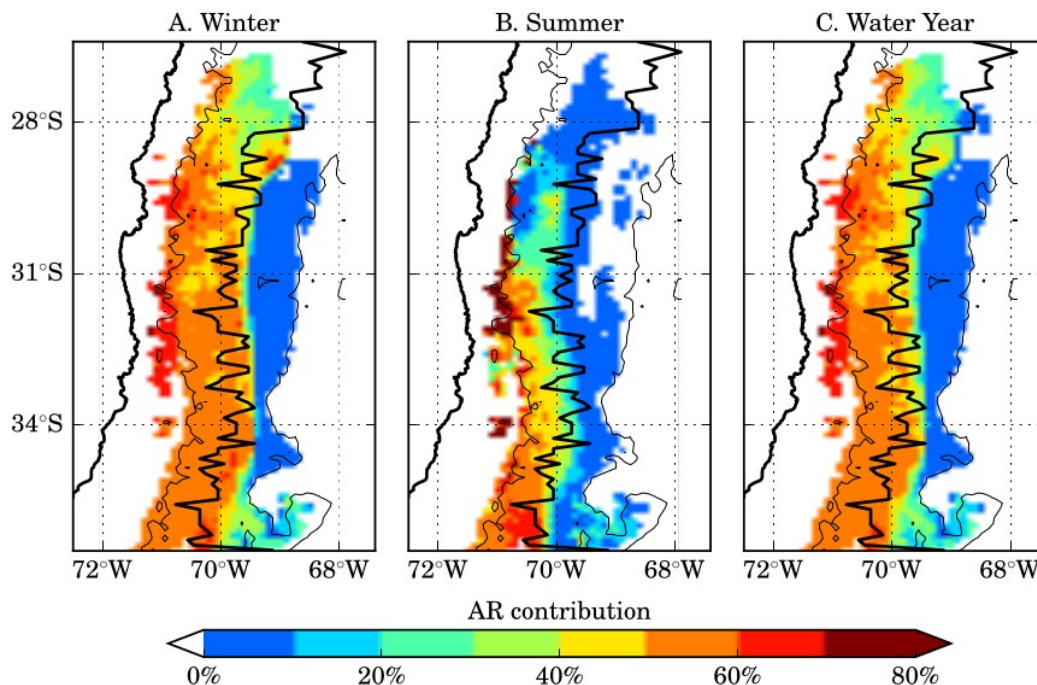 A. Winter
B. Summer
C. Water Year
28°S
31°S
34°S
72°W 70°W 68°W 72°W 70°W 68°W 72°W 70°W 68°W
AR contribution
0% 20% 40% 60% 80%